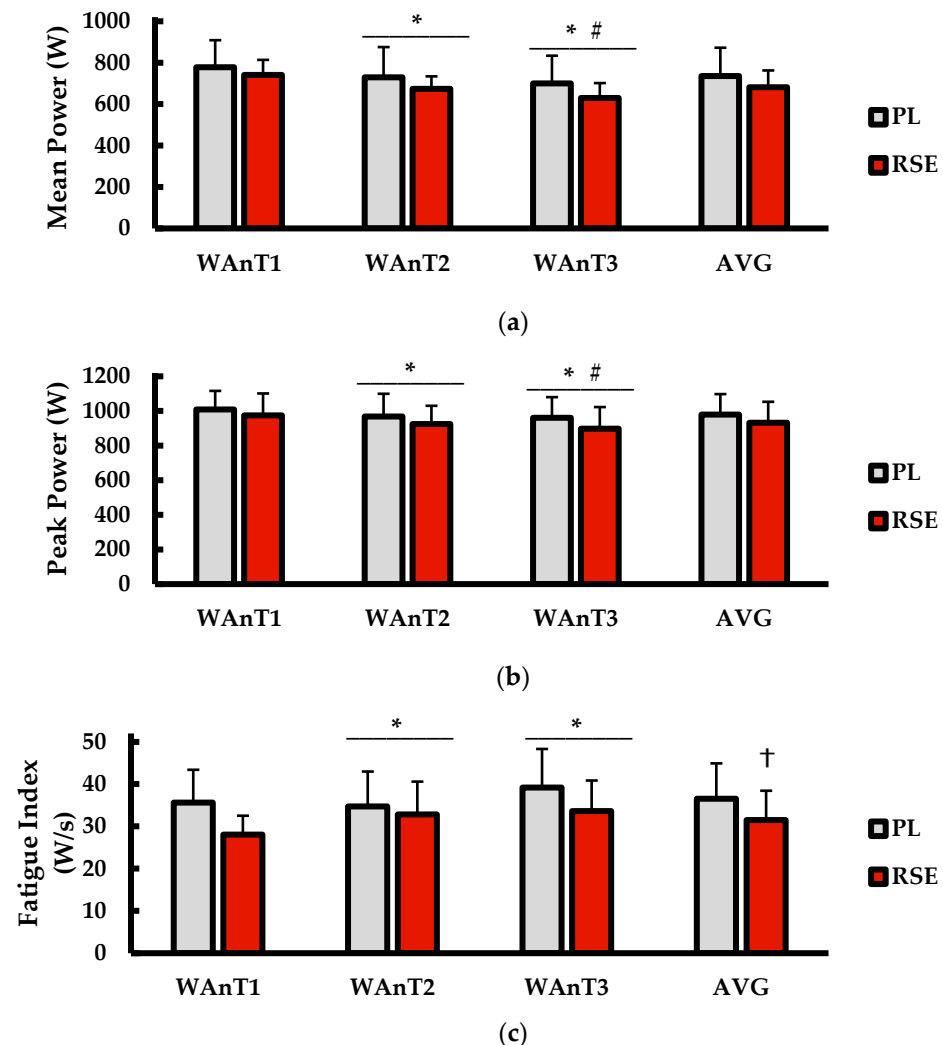 Mean Power (W)
1000
800
600
400
200
0
*
* #
WAnT1 WAnT2 WAnT3 AVG
PL
RSE
(a)
Peak Power (W)
1200
1000
800
600
400
200
0
*
* #
WAnT1 WAnT2 WAnT3 AVG
PL
RSE
(b)
Fatigue Index
(W/s)
50
40
30
20
10
0
*
*
†
WAnT1 WAnT2 WAnT3 AVG
PL
RSE
(c)